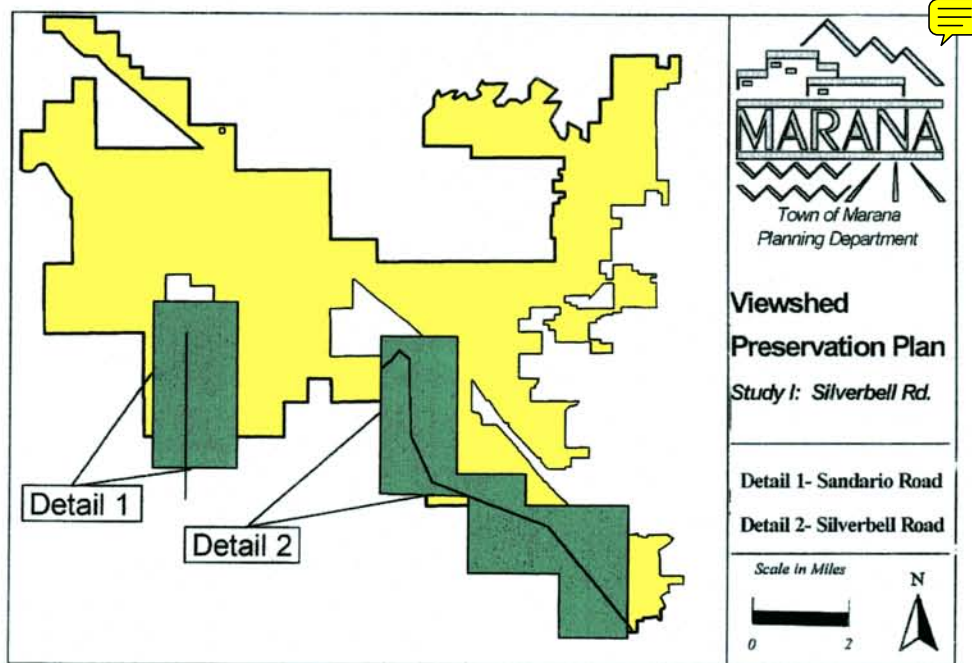 MARANA
Town of Marana
Planning Department
Viewshed
Preservation Plan
Study I: Silverbell Rd.
Detail 1- Sandario Road
Detail 2- Silverbell Road
Scale in Miles
0 2
N
Detail 1
Detail 2